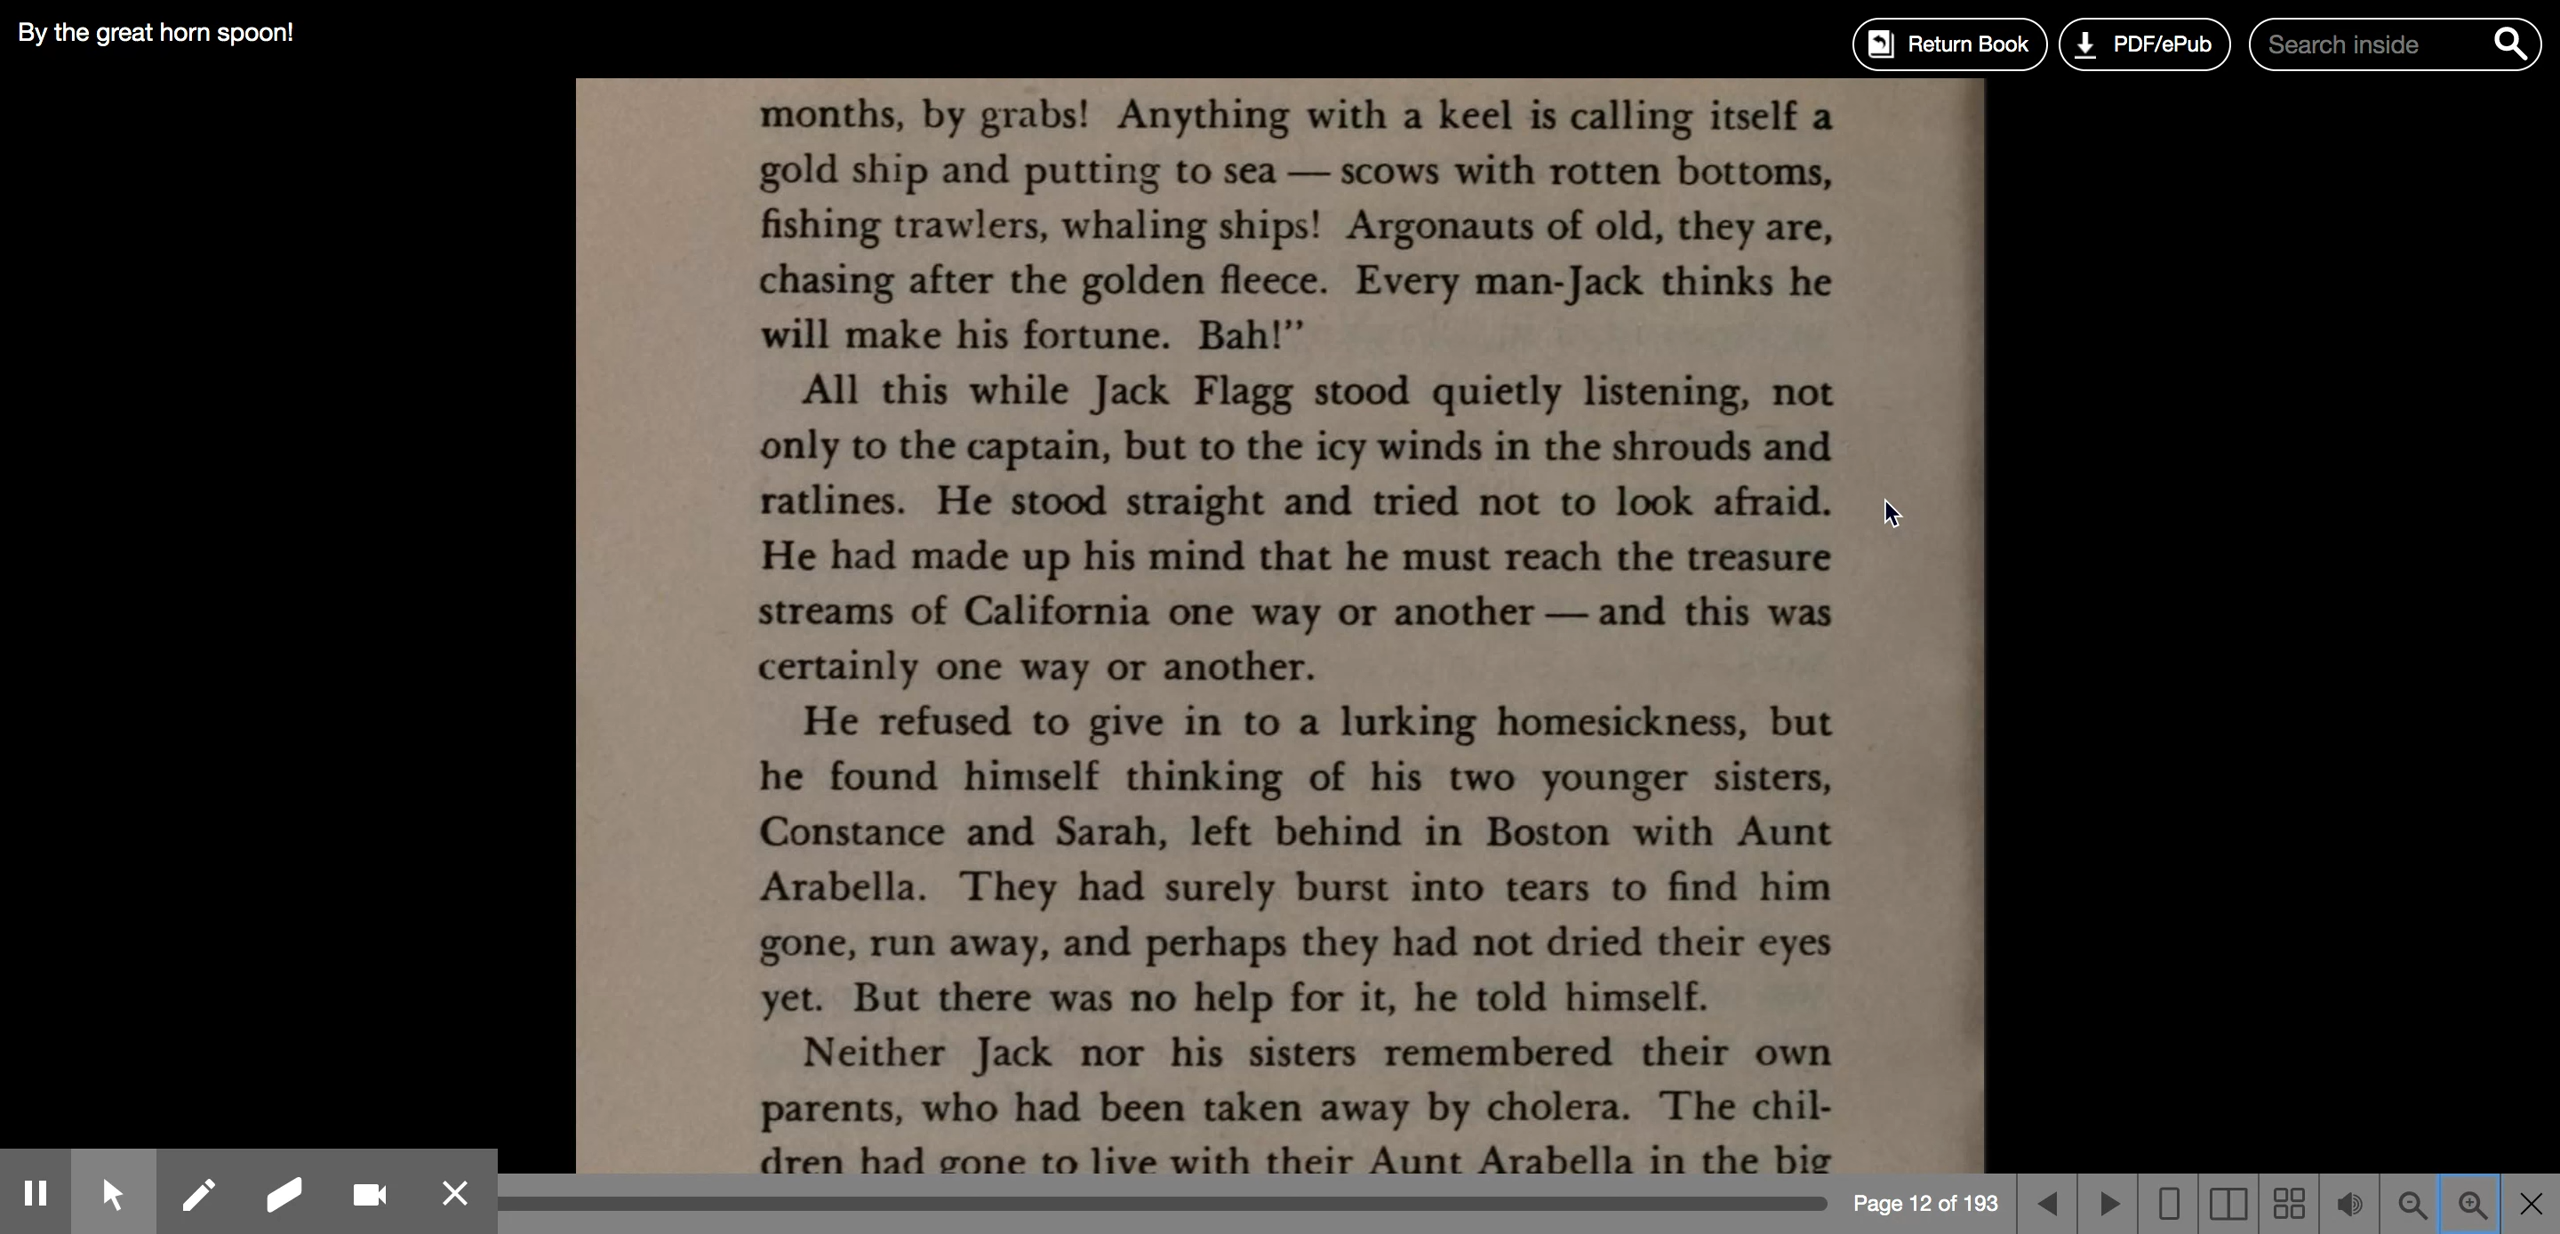 By the great horn spoon!
Return Book
PDF/ePub
Search inside
months, by grabs! Anything with a keel is calling itself a
gold ship and putting to sea — scows with rotten bottoms,
fishing trawlers, whaling ships! Argonauts of old, they are,
chasing after the golden fleece. Every man-Jack thinks he
will make his fortune. Bah!”
All this while Jack Flagg stood quietly listening, not
only to the captain, but to the icy winds in the shrouds and
ratlines. He stood straight and tried not to look afraid.
He had made up his mind that he must reach the treasure
streams of California one way or another — and this was
certainly one way or another.
He refused to give in to a lurking homesickness, but
he found himself thinking of his two younger sisters,
Constance and Sarah, left behind in Boston with Aunt
Arabella. They had surely burst into tears to find him
gone, run away, and perhaps they had not dried their eyes
yet. But there was no help for it, he told himself.
Neither Jack nor his sisters remembered their own
parents, who had been taken away by cholera. The chil-
dren had gone to live with their Aunt Arabella in the big
Page 12 of 193